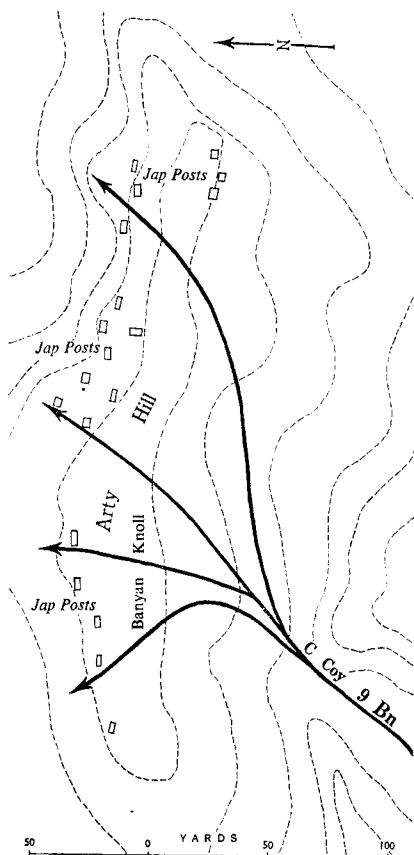 N
Jap Posts
Jap Posts
Arty Hill
Banyan Knoll
Jap Posts
C Coy 9 Bn
YARDS
50 0 50 100